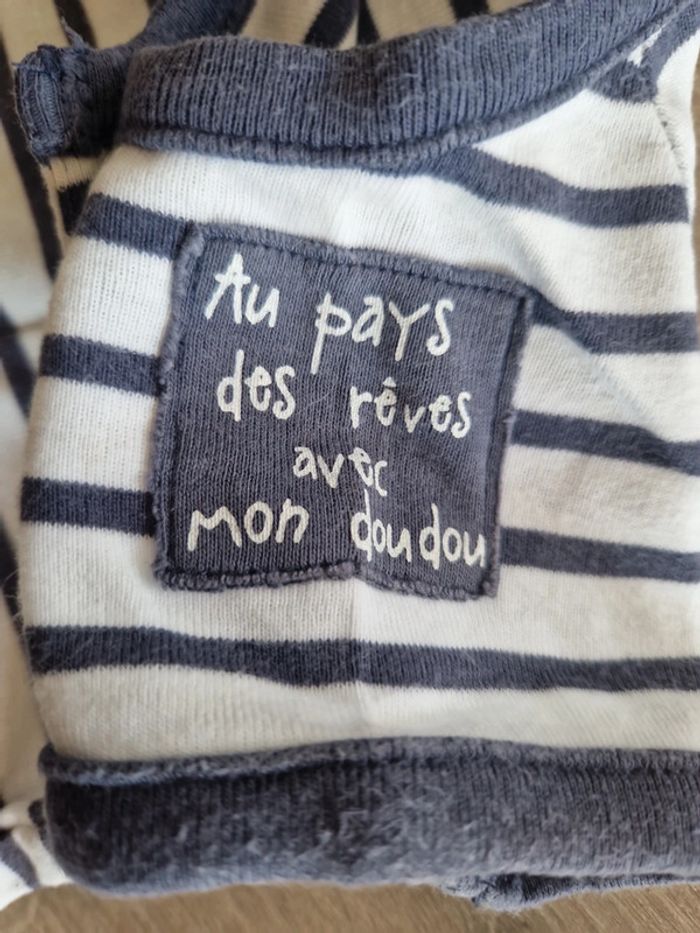 Au pays
des rêves
avec
mon doudou